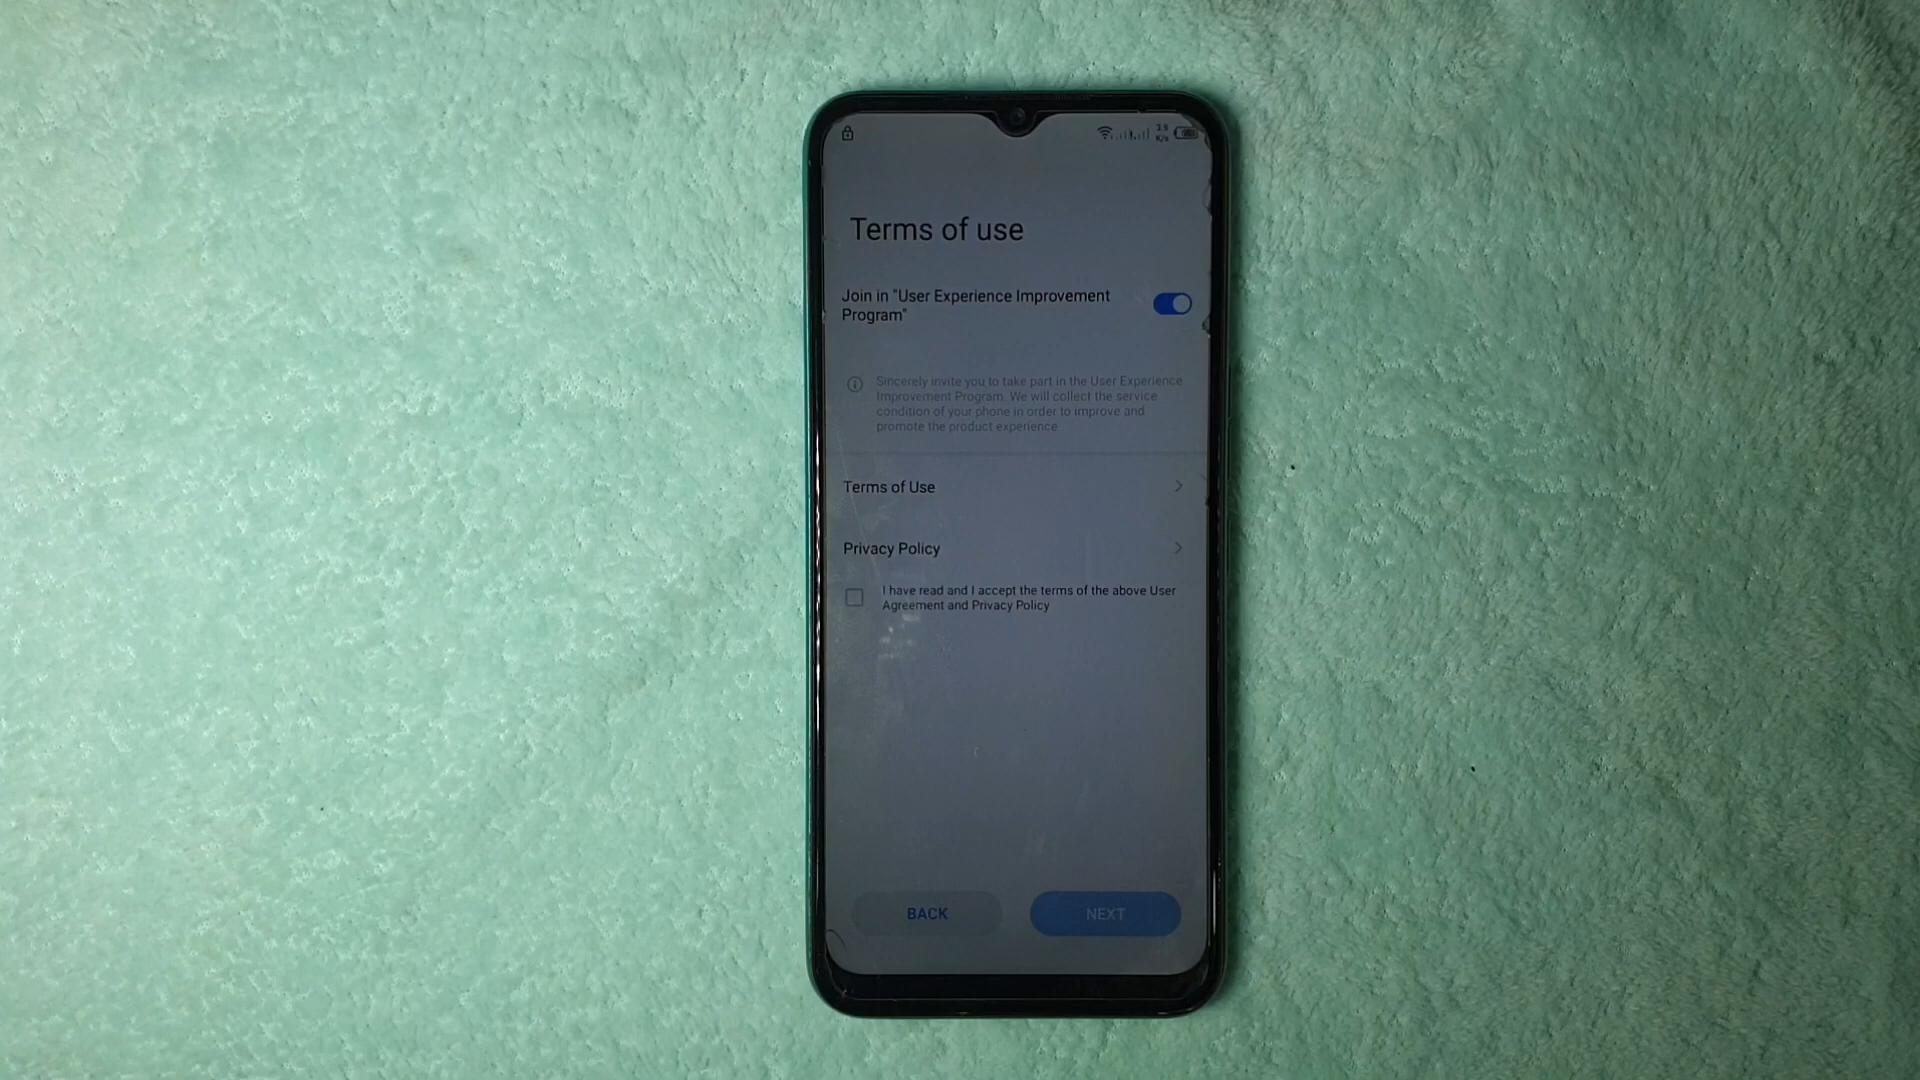 3.9
K/s
Terms of use
Join in "User Experience Improvement
Program"
Sincerely invite you to take part in the User Experience
Improvement Program. We will collect the service
condition of your phone in order to improve and
promote the product experience.
Terms of Use
Privacy Policy
I have read and I accept the terms of the above User
Agreement and Privacy Policy
BACK
NEXT